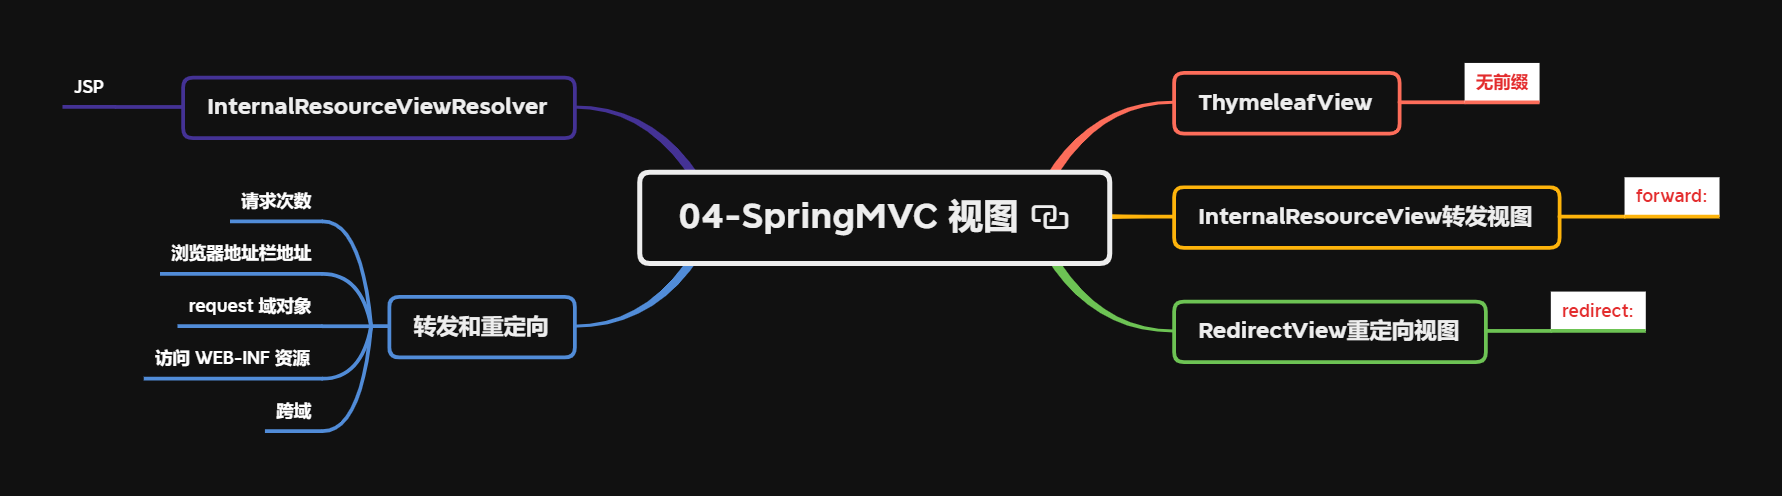 04-SpringMVC 视图
ThymeleafView
无前缀
InternalResourceView转发视图
forward:
RedirectView重定向视图
redirect:
InternalResourceViewResolver
JSP
转发和重定向
请求次数
浏览器地址栏地址
request 域对象
访问 WEB-INF 资源
跨域